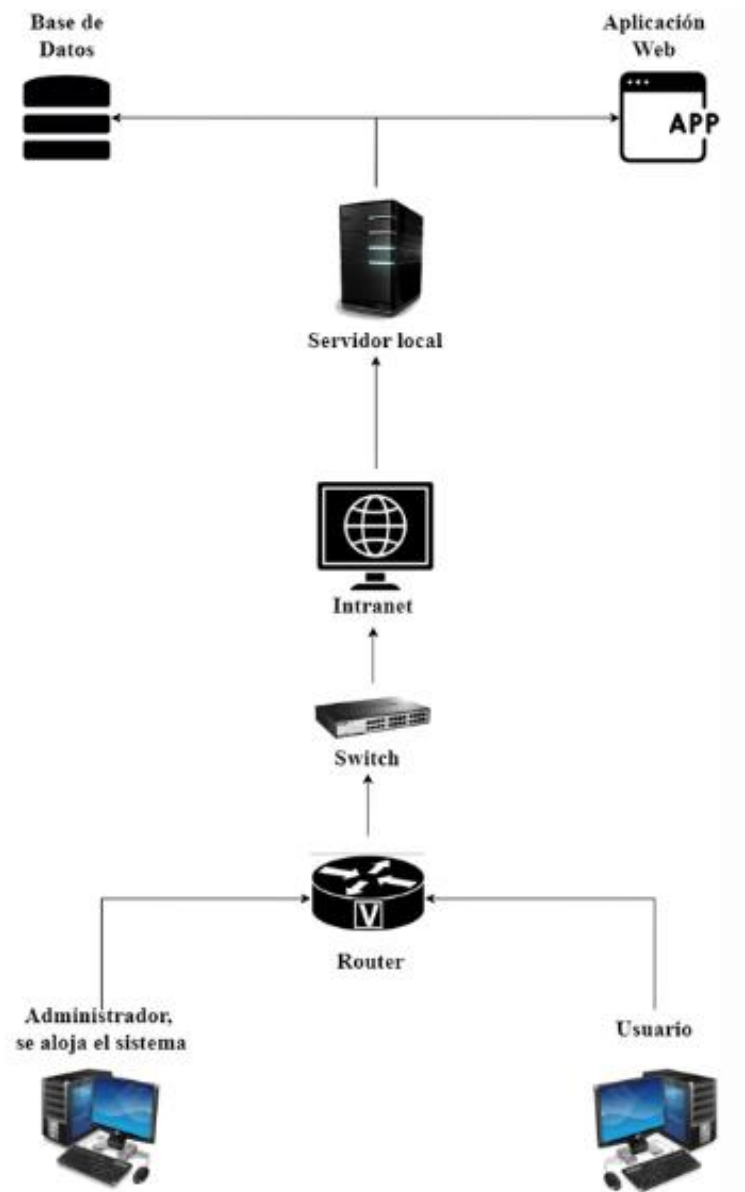 Base de
Datos
Aplicación
Web
APP
Servidor local
Intranet
Switch
V
Router
Administrador,
se aloja el sistema
Usuario